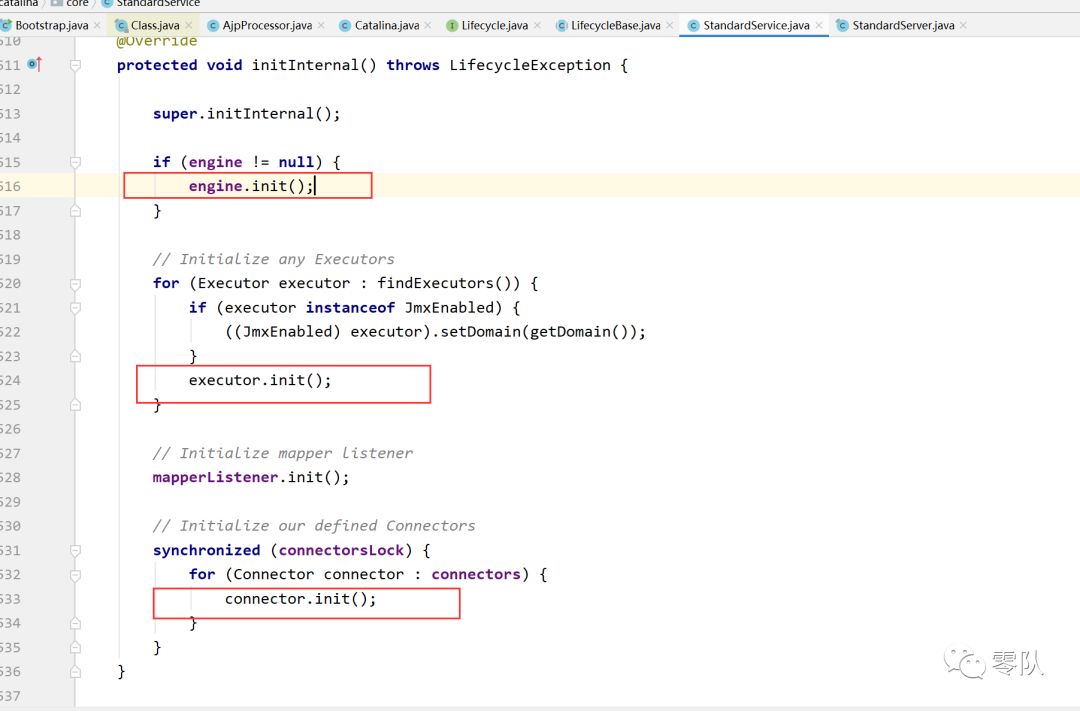 catalina core StandardService
Bootstrap.java Class.java AjpProcessor.java Catalina.java Lifecycle.java LifecycleBase.java StandardService.java StandardServer.java
510 @Override
511 protected void initInternal() throws LifecycleException {
512
513 super.initInternal();
514
515 if (engine != null) {
516 engine.init();
517 }
518
519 // Initialize any Executors
520 for (Executor executor : findExecutors()) {
521 if (executor instanceof JmxEnabled) {
522 ((JmxEnabled) executor).setDomain(getDomain());
523 }
524 executor.init();
525 }
526
527 // Initialize mapper listener
528 mapperListener.init();
529
530 // Initialize our defined Connectors
531 synchronized (connectorsLock) {
532 for (Connector connector : connectors) {
533 connector.init();
534 }
535 }
536 }
537
零队